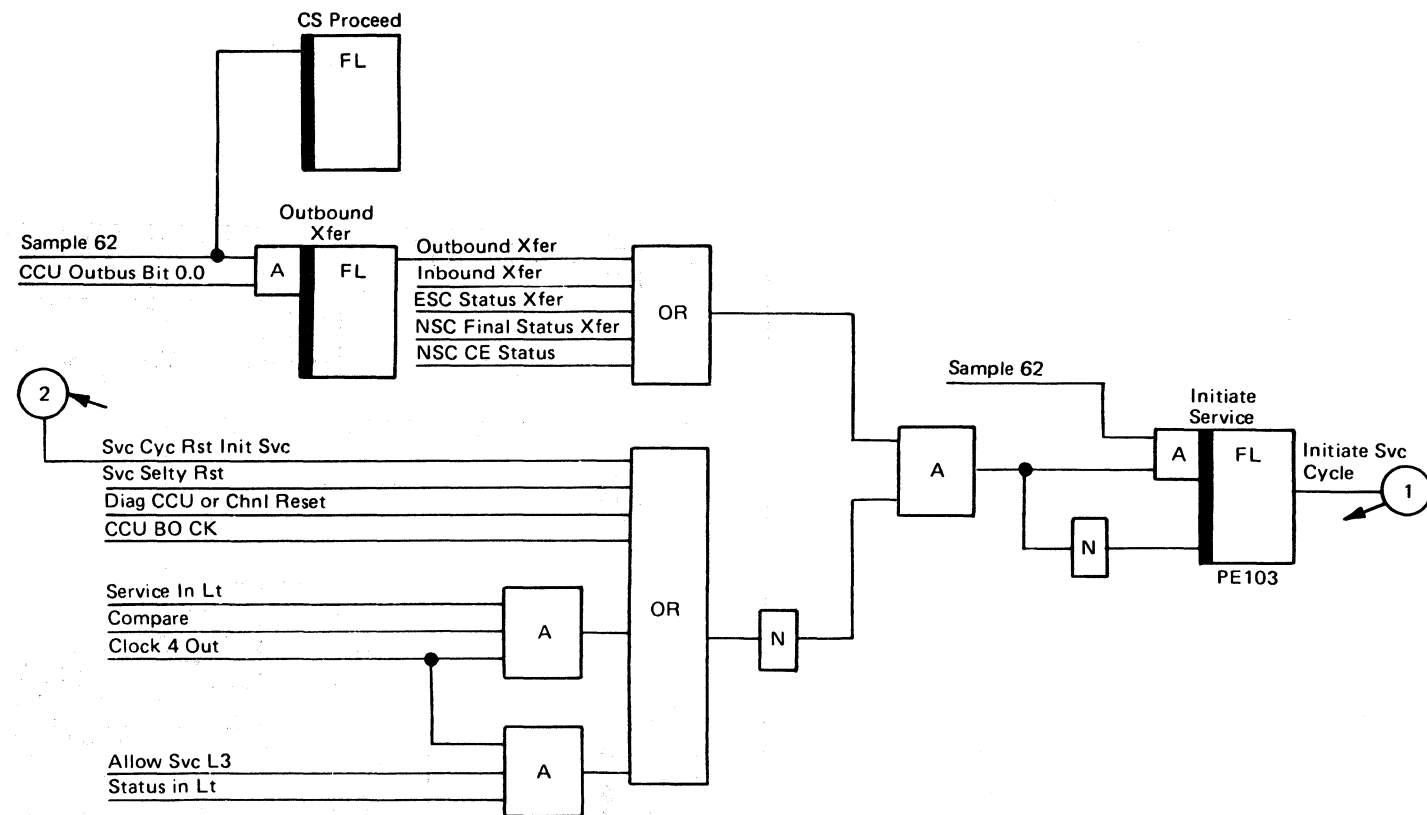 CS Proceed
FL
Outbound
Xfer
Sample 62
CCU Outbus Bit 0.0
A
FL
Outbound Xfer
Inbound Xfer
ESC Status Xfer
NSC Final Status Xfer
NSC CE Status
OR
2
Svc Cyc Rst Init Svc
Svc Selty Rst
Diag CCU or Chnl Reset
CCU BO CK
Service In Lt
Compare
Clock 4 Out
A
Allow Svc L3
Status in Lt
A
OR
N
A
Sample 62
Initiate
Service
A
FL
N
PE103
Initiate Svc
Cycle
1